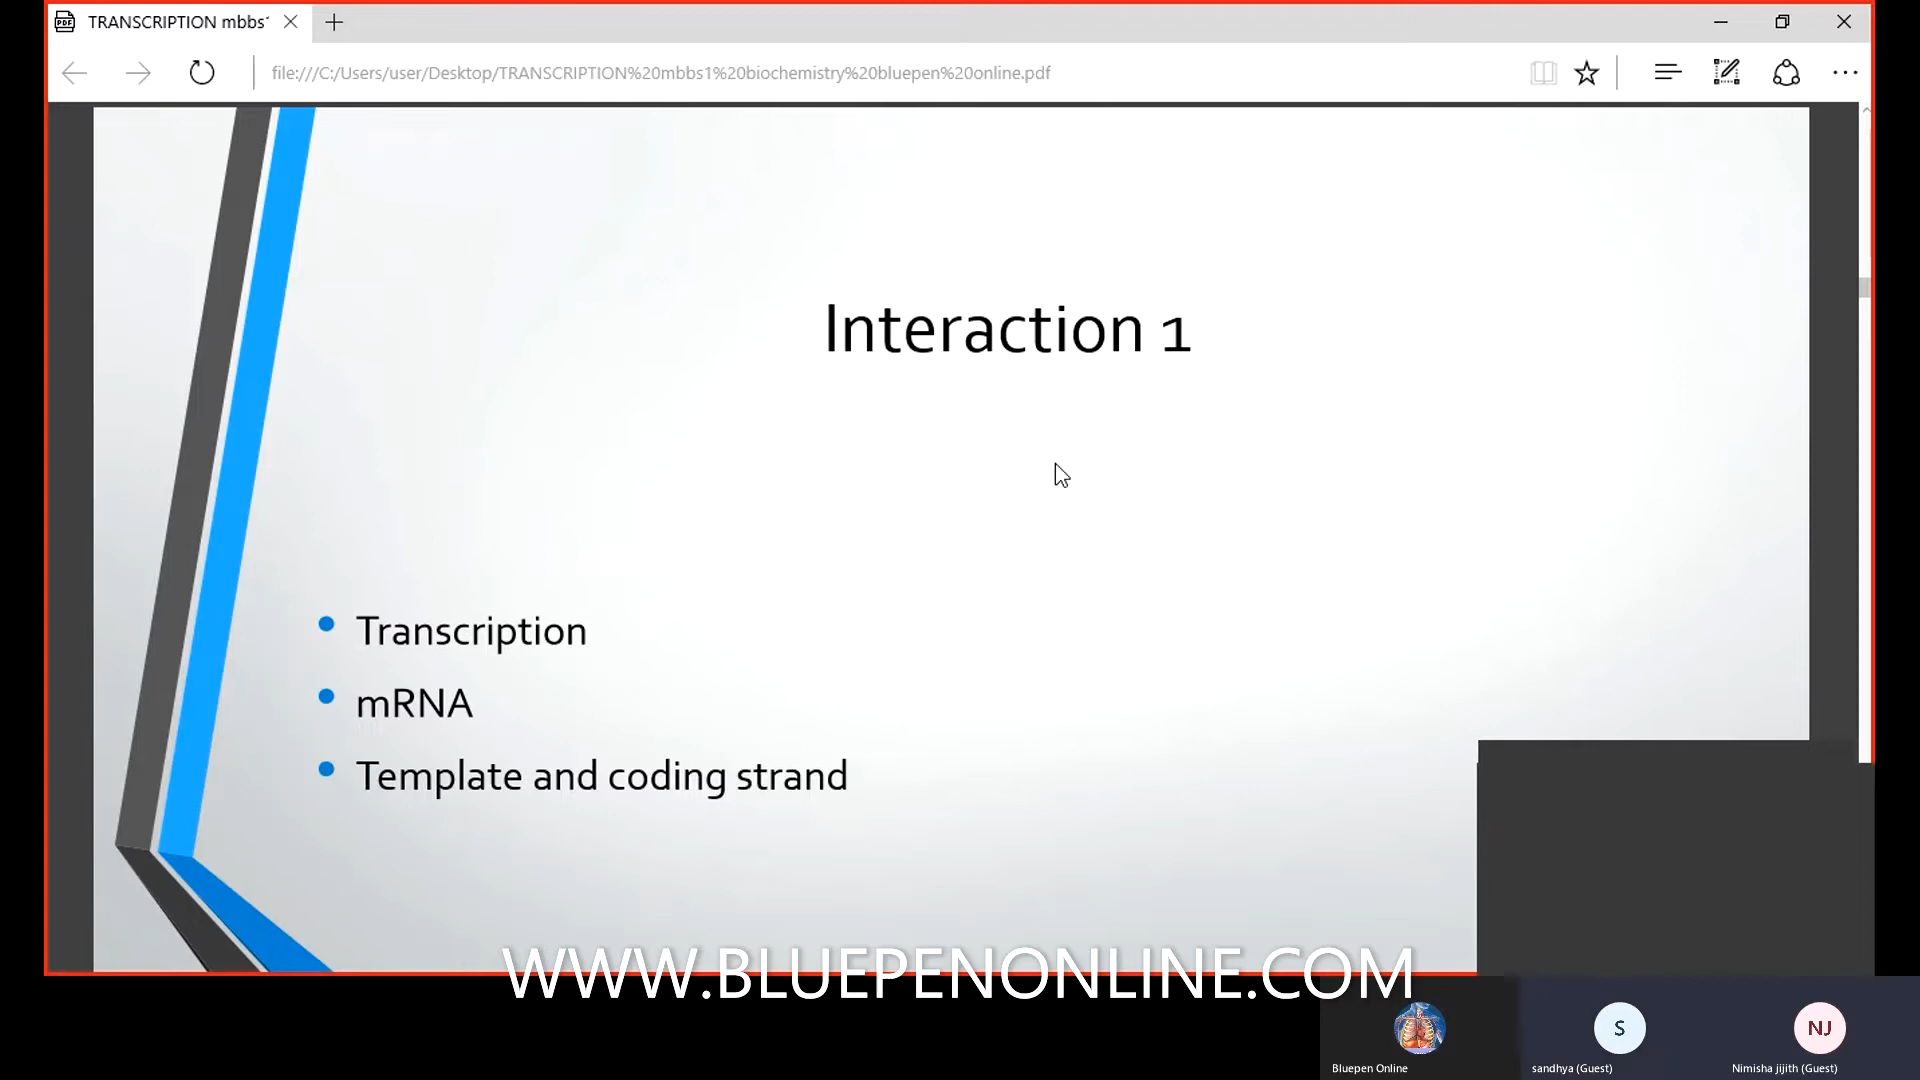 TRANSCRIPTION mbbs1
file:///C:/Users/user/Desktop/TRANSCRIPTION%20mbbs1%20biochemistry%20bluepen%20online.pdf
Interaction 1
• Transcription
• mRNA
• Template and coding strand
WWW.BLUEPENONLINE.COM
S
NJ
Bluepen Online
sandhya (Guest)
Nimisha jijith (Guest)